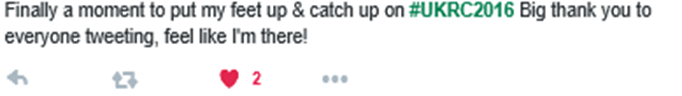 Finally a moment to put my feet up & catch up on #UKRC2016 Big thank you to
everyone tweeting, feel like I'm there!
2